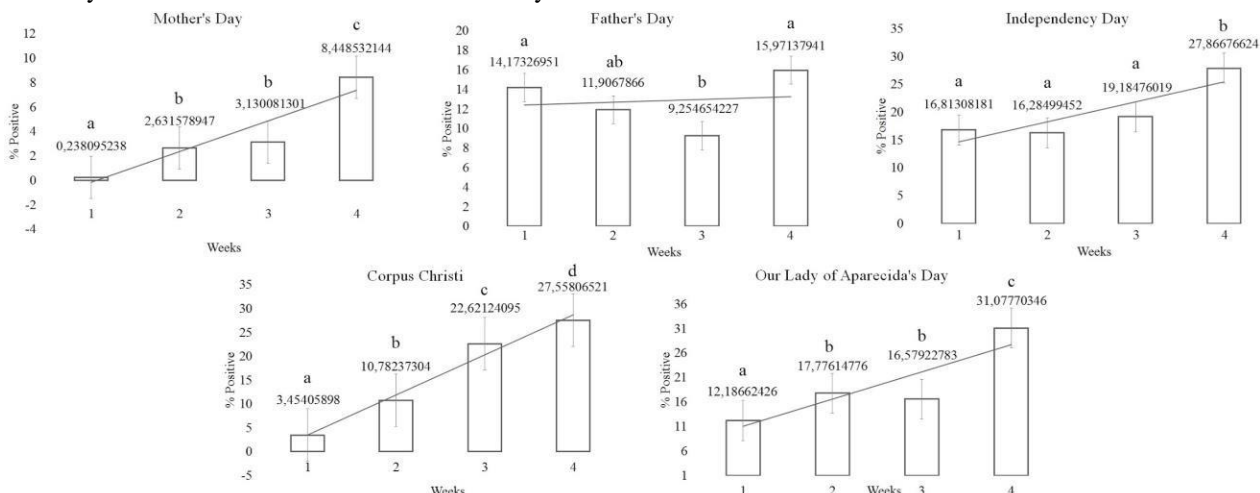 Mother's Day
12
10
8
6
4
2
0
-2
-4
% Positive
a
0,238095238
b
2,631578947
b
3,130081301
c
8,448532144
1 2 3 4
Weeks
Father's Day
20
18
16
14
12
10
8
6
4
2
0
% Positive
a
14,17326951
ab
11,9067866
b
9,254654227
a
15,97137941
1 2 3 4
Weeks
Independency Day
35
30
25
20
15
10
5
0
% Positive
a
16,81308181
a
16,28499452
a
19,18476019
b
27,86676624
1 2 3 4
Weeks
Corpus Christi
35
30
25
20
15
10
5
0
-5
% Positive
a
3,45405898
b
10,78237304
c
22,62124095
d
27,55806521
1 2 3 4
Weeks
Our Lady of Aparecida's Day
36
31
26
21
16
11
6
1
% Positive
a
12,18662426
b
17,77614776
b
16,57922783
c
31,07770346
1 2 3 4
Weeks